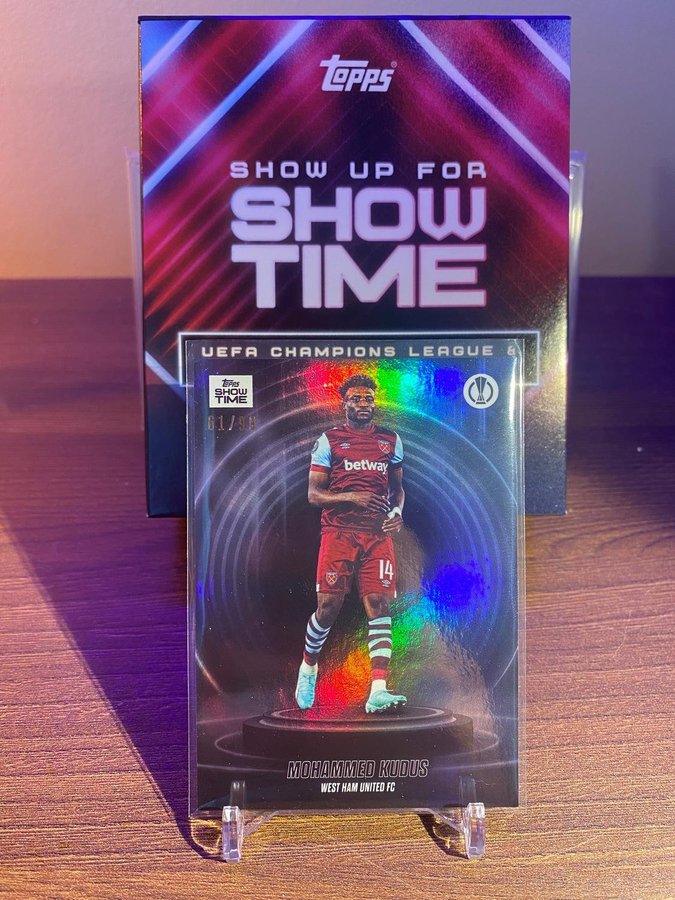 Topps®
SHOW UP FOR
SHOW
TIME
UEFA CHAMPIONS LEAGUE &
Topps
SHOW
TIME
betway
14
MOHAMMED KUDUS
WEST HAM UNITED FC